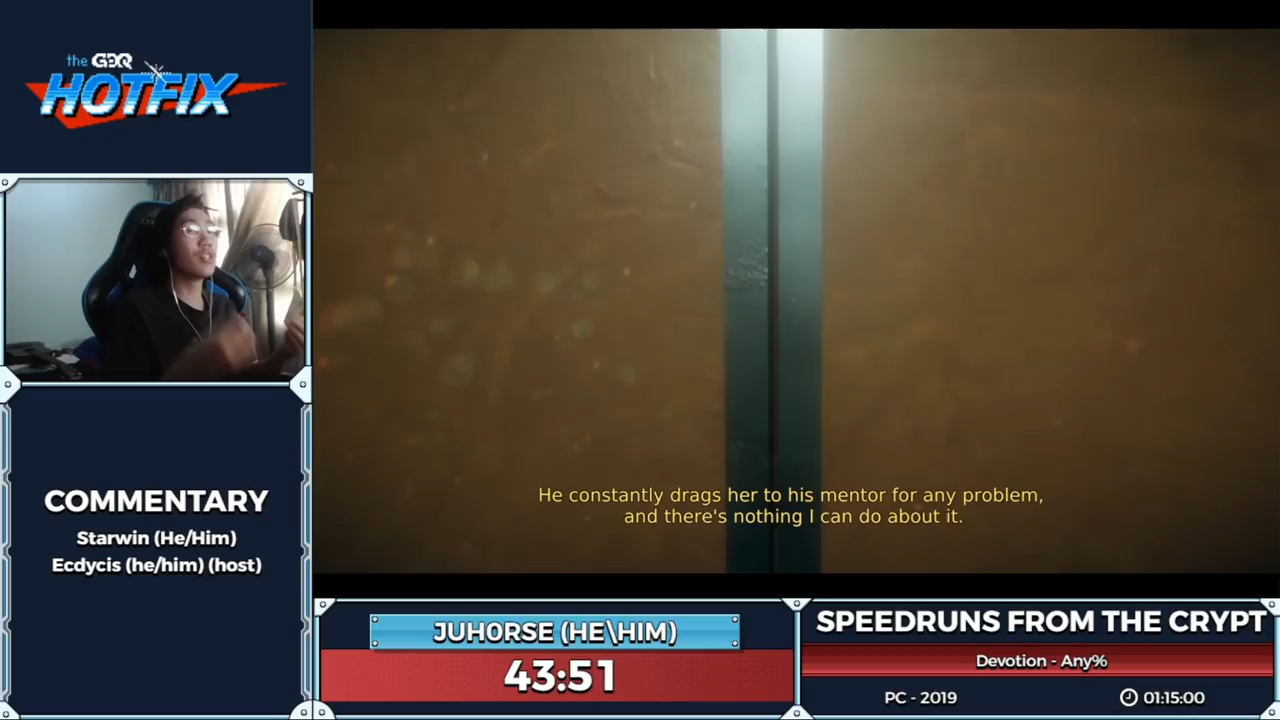 the GDQ
HOTFIX
He constantly drags her to his mentor for any problem,
and there's nothing I can do about it.
COMMENTARY
Starwin (He/Him)
Ecdycis (he/him) (host)
JUH0RSE (HE\HIM)
43:51
SPEEDRUNS FROM THE CRYPT
Devotion - Any%
PC - 2019
01:15:00